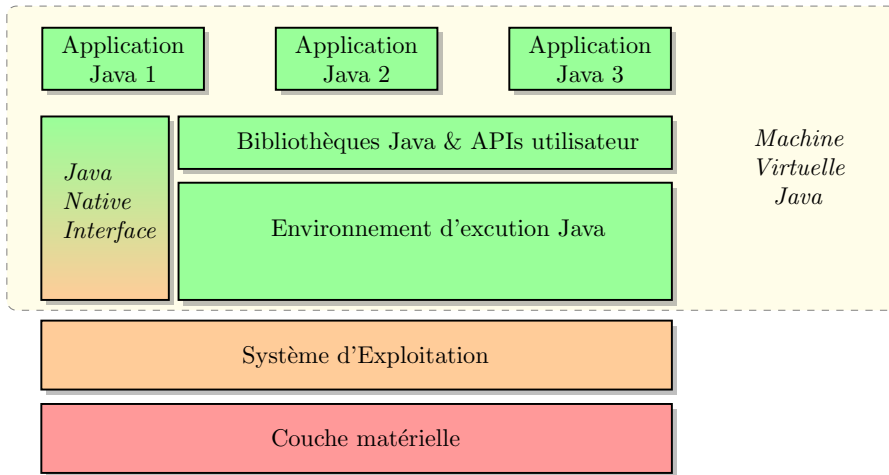 Application
Java 1
Application
Java 2
Application
Java 3
Bibliothèques Java & APIs utilisateur
Java
Native
Interface
Environnement d'excution Java
Machine
Virtuelle
Java
Système d'Exploitation
Couche matérielle